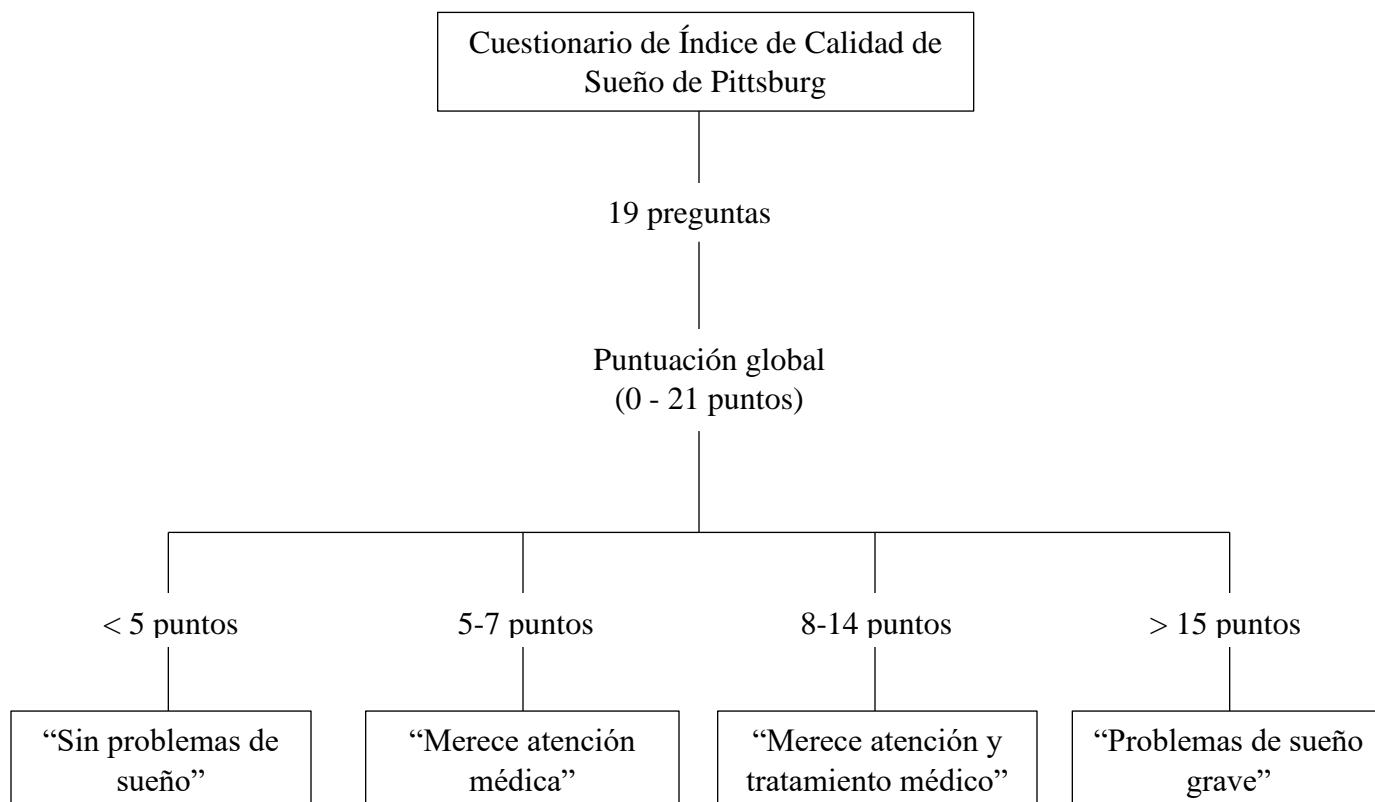 Cuestionario de Índice de Calidad de
Sueño de Pittsburg
19 preguntas
Puntuación global
(0 - 21 puntos)
< 5 puntos
5-7 puntos
8-14 puntos
> 15 puntos
“Sin problemas de
sueño”
“Merece atención
médica”
“Merece atención y
tratamiento médico”
“Problemas de sueño
grave”